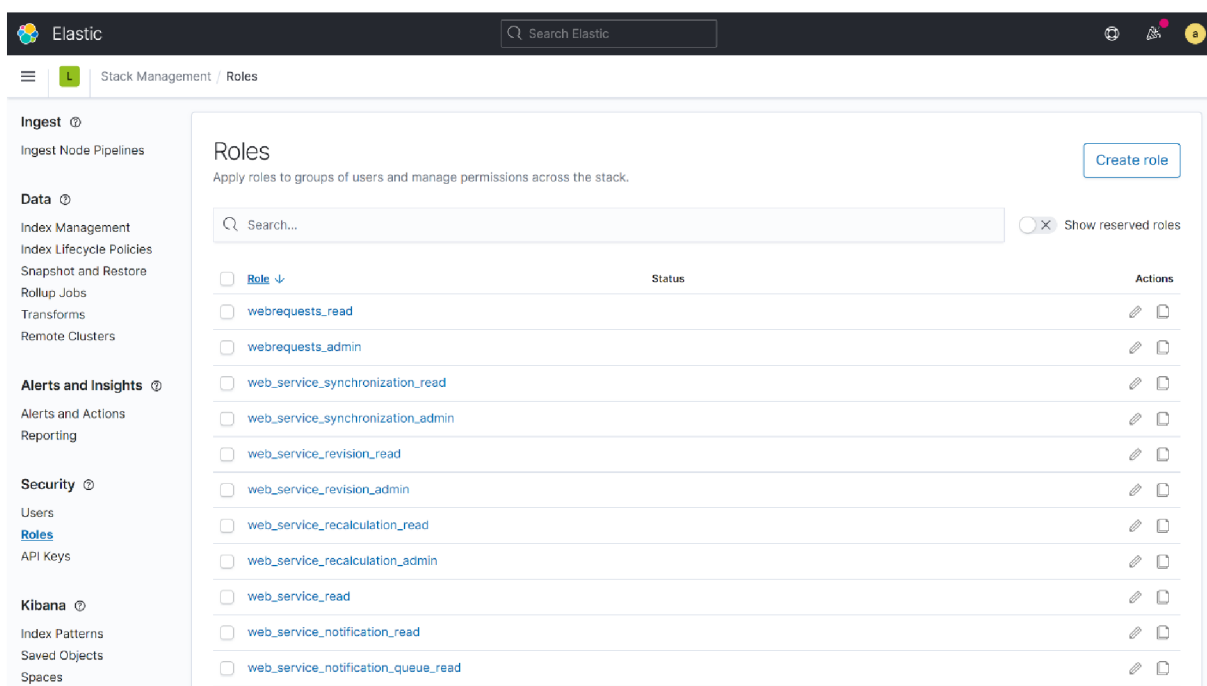 Elastic
Search Elastic
a
L
Stack Management / Roles
Ingest
Ingest Node Pipelines
Data
Index Management
Index Lifecycle Policies
Snapshot and Restore
Rollup Jobs
Transforms
Remote Clusters
Alerts and Insights
Alerts and Actions
Reporting
Security
Users
Roles
API Keys
Kibana
Index Patterns
Saved Objects
Spaces
Roles
Create role
Apply roles to groups of users and manage permissions across the stack.
Search...
Show reserved roles
Role Status Actions
webrequests_read
webrequests_admin
web_service_synchronization_read
web_service_synchronization_admin
web_service_revision_read
web_service_revision_admin
web_service_recalculation_read
web_service_recalculation_admin
web_service_read
web_service_notification_read
web_service_notification_queue_read